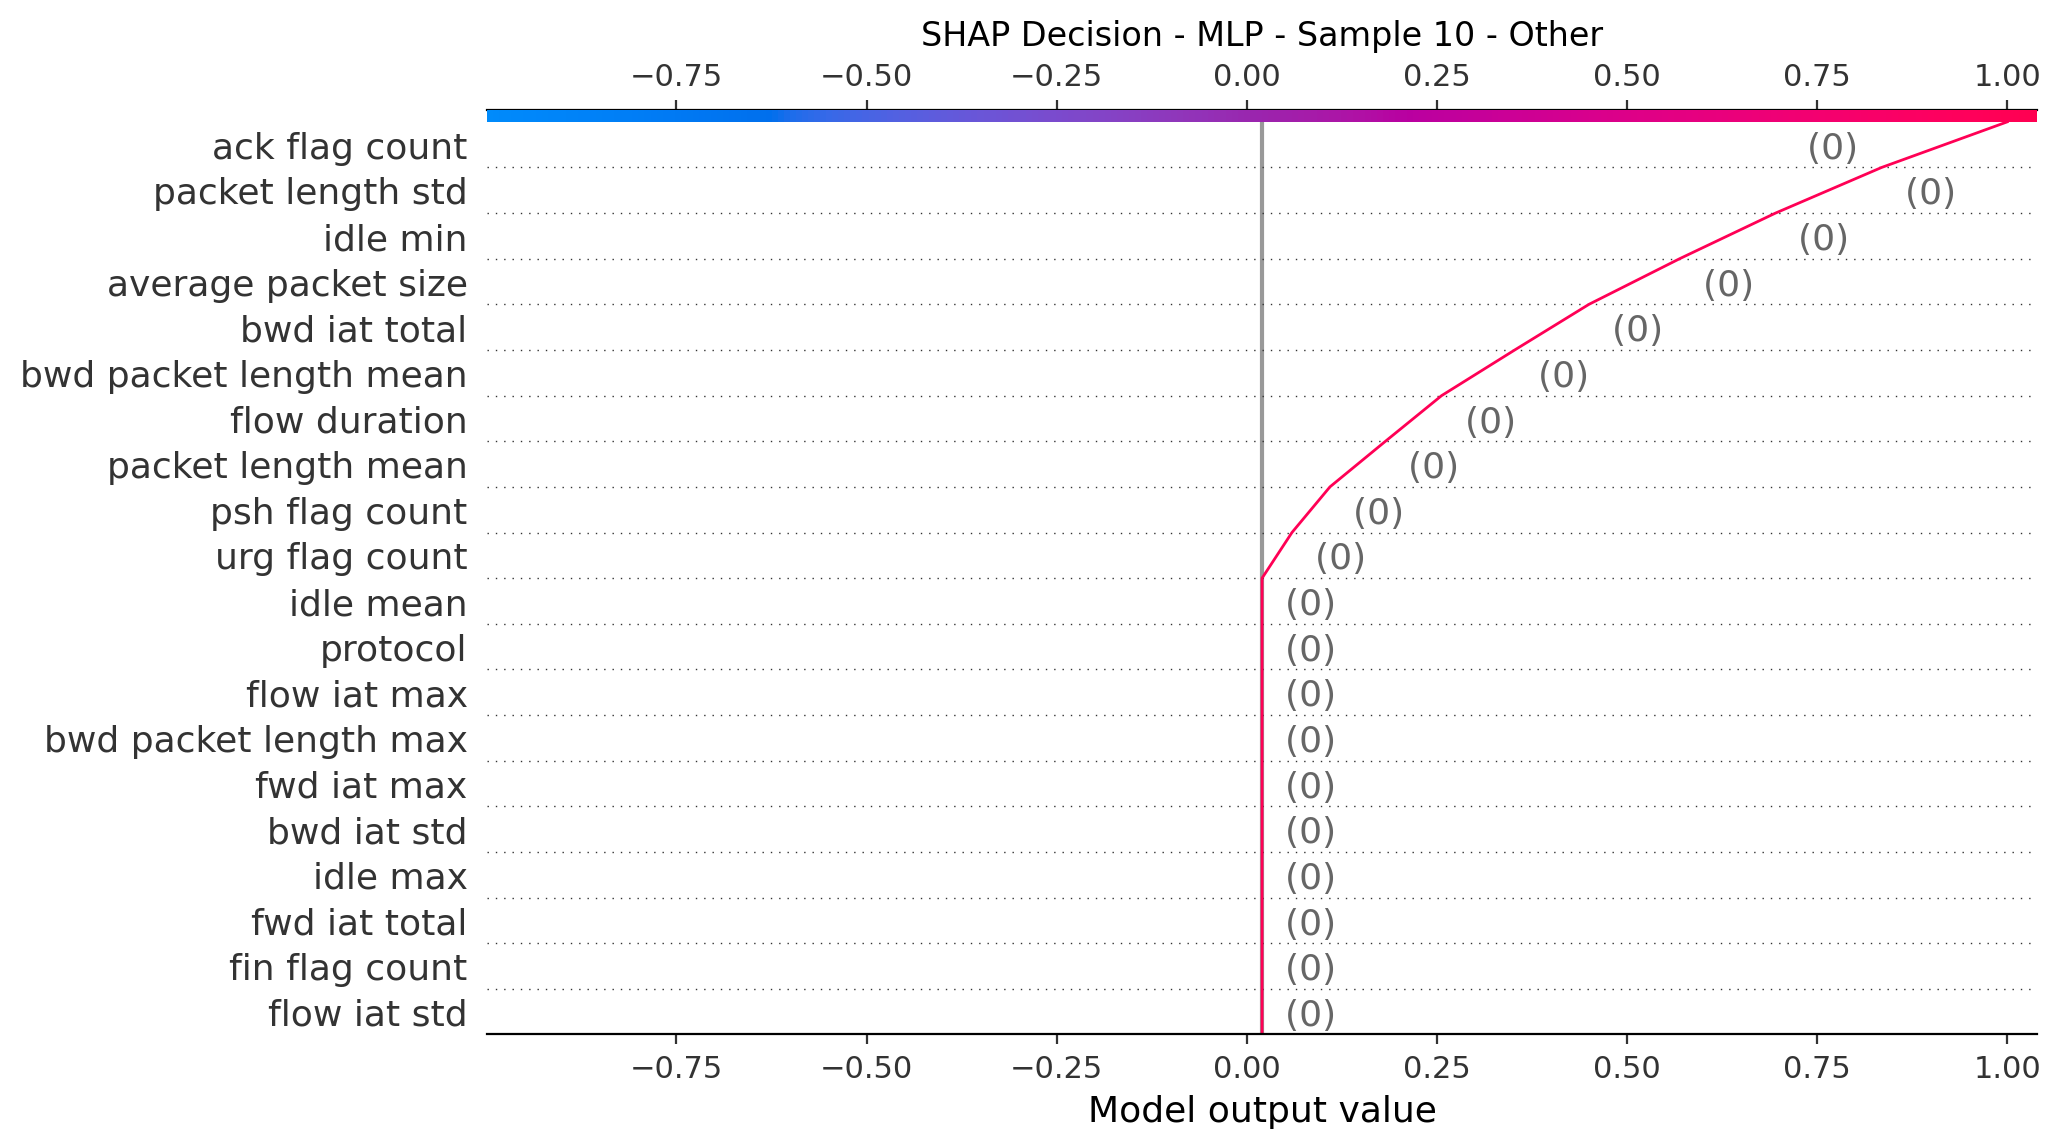 SHAP Decision - MLP - Sample 10 - Other
−0.75 −0.50 −0.25 0.00 0.25 0.50 0.75 1.00
ack flag count (0)
packet length std (0)
idle min (0)
average packet size (0)
bwd iat total (0)
bwd packet length mean (0)
flow duration (0)
packet length mean (0)
psh flag count (0)
urg flag count (0)
idle mean (0)
protocol (0)
flow iat max (0)
bwd packet length max (0)
fwd iat max (0)
bwd iat std (0)
idle max (0)
fwd iat total (0)
fin flag count (0)
flow iat std (0)
−0.75 −0.50 −0.25 0.00 0.25 0.50 0.75 1.00
Model output value